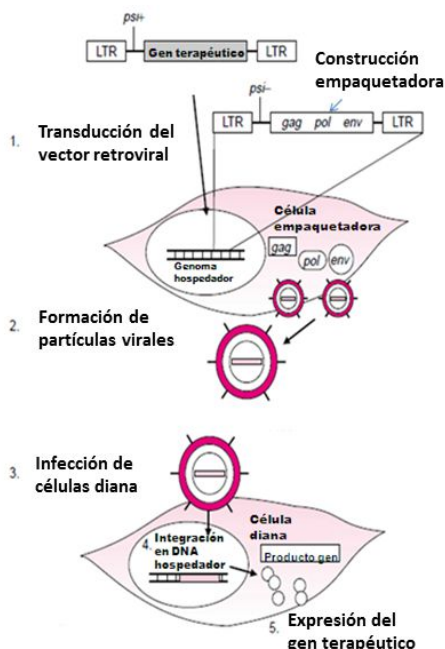 psi+
LTR Gen terapéutico LTR
Construcción
empaquetadora
psi–
LTR gag pol env LTR
1. Transducción del
vector retroviral
Célula
empaquetadora
gag
pol
env
Genoma
hospedador
2. Formación de
partículas virales
3. Infección de
células diana
Célula
diana
4. Integración
en DNA
hospedador
Producto gen
5. Expresión del
gen terapéutico